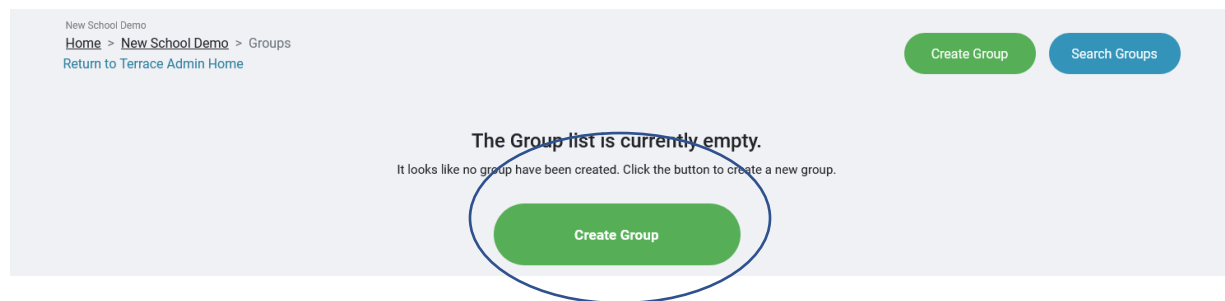 New School Demo
Home > New School Demo > Groups
Return to Terrace Admin Home
Create Group
Search Groups
The Group list is currently empty.
It looks like no group have been created. Click the button to create a new group.
Create Group